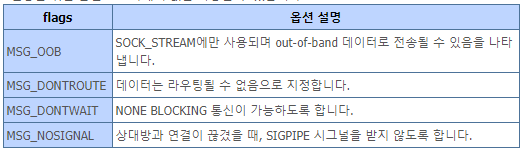 flags 옵션 설명
MSG_OOB SOCK_STREAM에만 사용되며 out-of-band 데이터로 전송될 수 있음을 나타
냅니다.
MSG_DONTROUTE 데이터는 라우팅될 수 없음으로 지정합니다.
MSG_DONTWAIT NONE BLOCKING 통신이 가능하도록 합니다.
MSG_NOSIGNAL 상대방과 연결이 끊겼을 때, SIGPIPE 시그널을 받지 않도록 합니다.